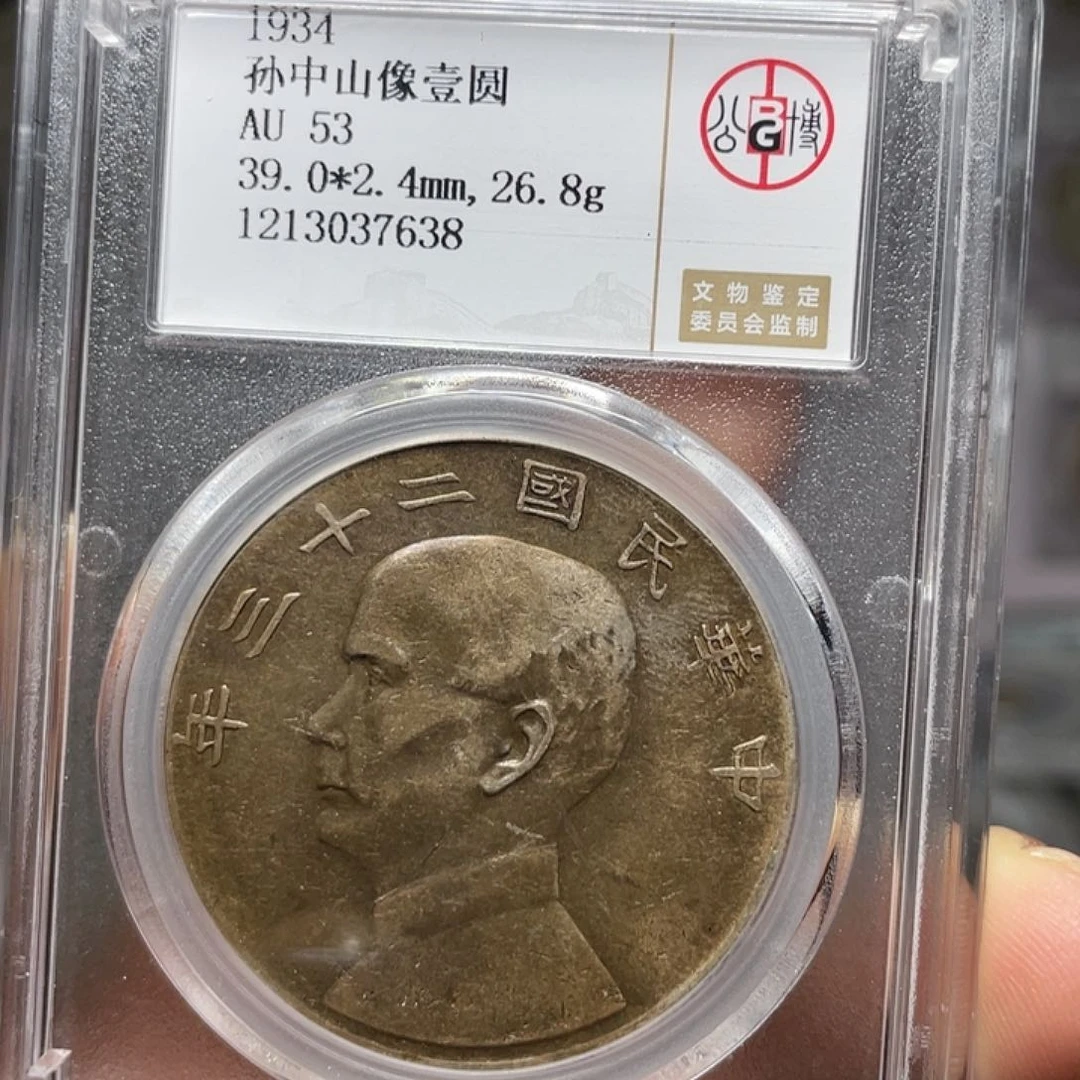 1934
孙中山像壹圆
AU 53
39.0*2.4mm, 26.8g
1213037638
公 BG 博
文物鉴定
委员会监制
中華民國二十三年